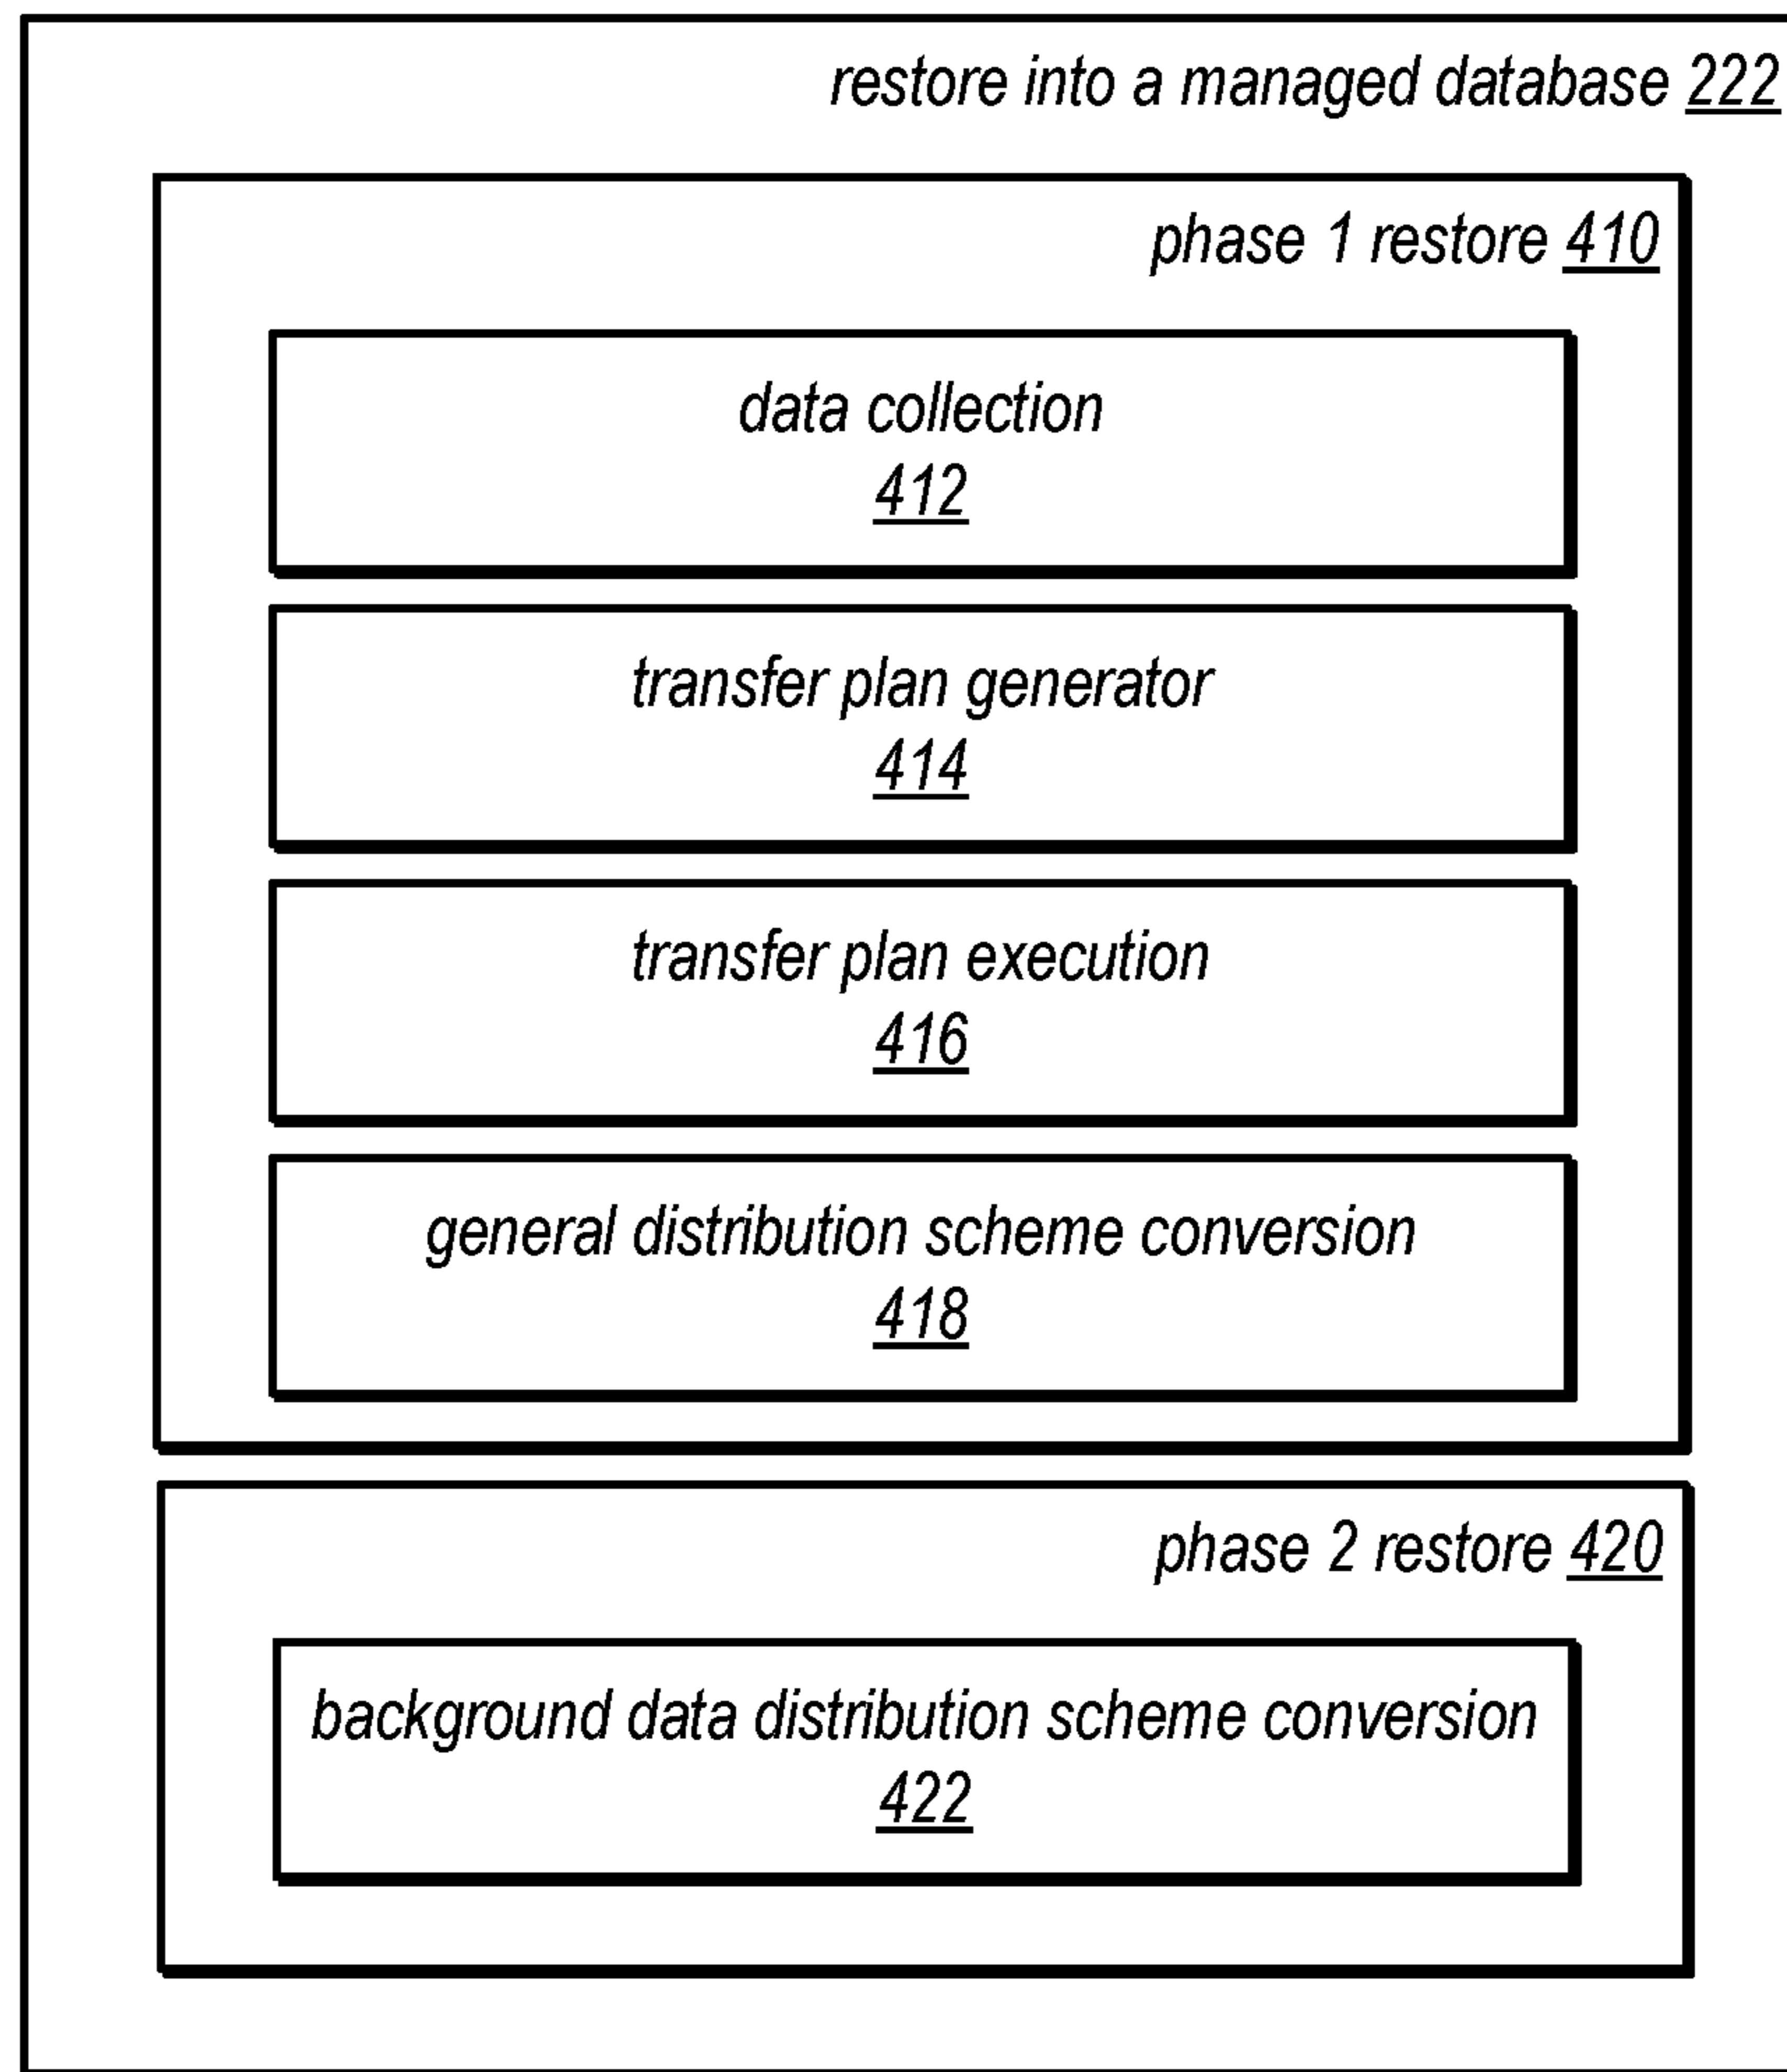 restore into a managed database 222
phase 1 restore 410
data collection
412
transfer plan generator
414
transfer plan execution
416
general distribution scheme conversion
418
phase 2 restore 420
background data distribution scheme conversion
422